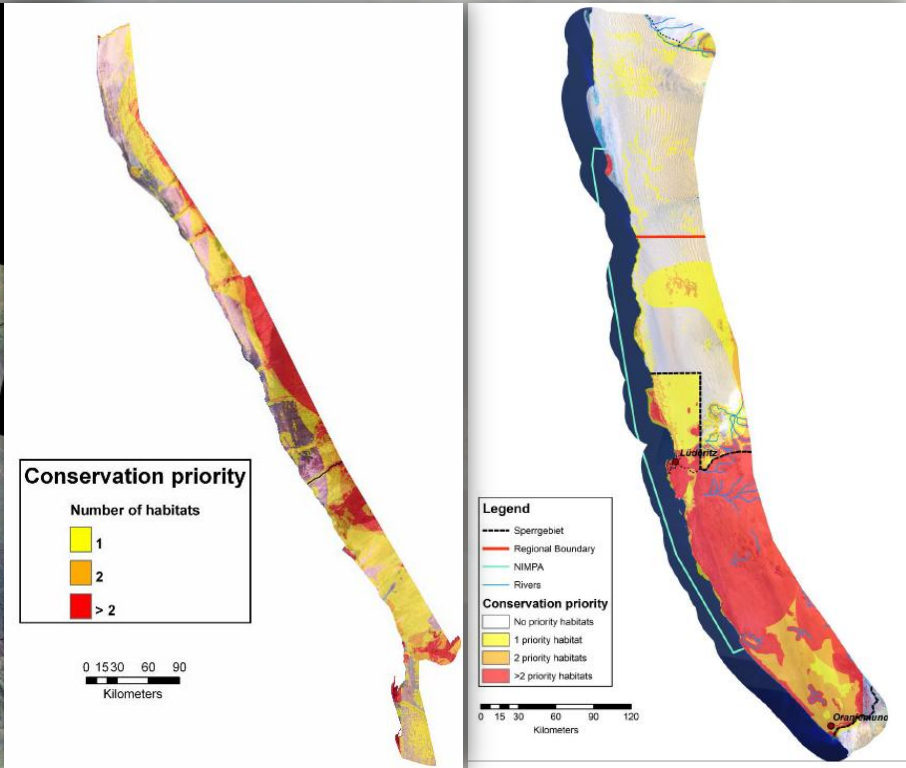 Conservation priority
Number of habitats
1
2
> 2
0 15 30 60 90
Kilometers
Lüderitz
Legend
Sperrgebiet
Regional Boundary
NIMPA
Rivers
Conservation priority
No priority habitats
1 priority habitat
2 priority habitats
>2 priority habitats
0 15 30 60 90 120
Kilometers
Oranjemund